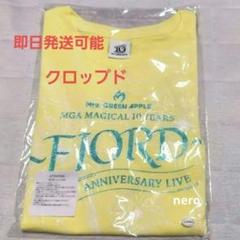 即日発送可能
クロップド
Mrs. GREEN APPLE
MGA MAGICAL 10 YEARS
~FJORD~
ANNIVERSARY LIVE
nero